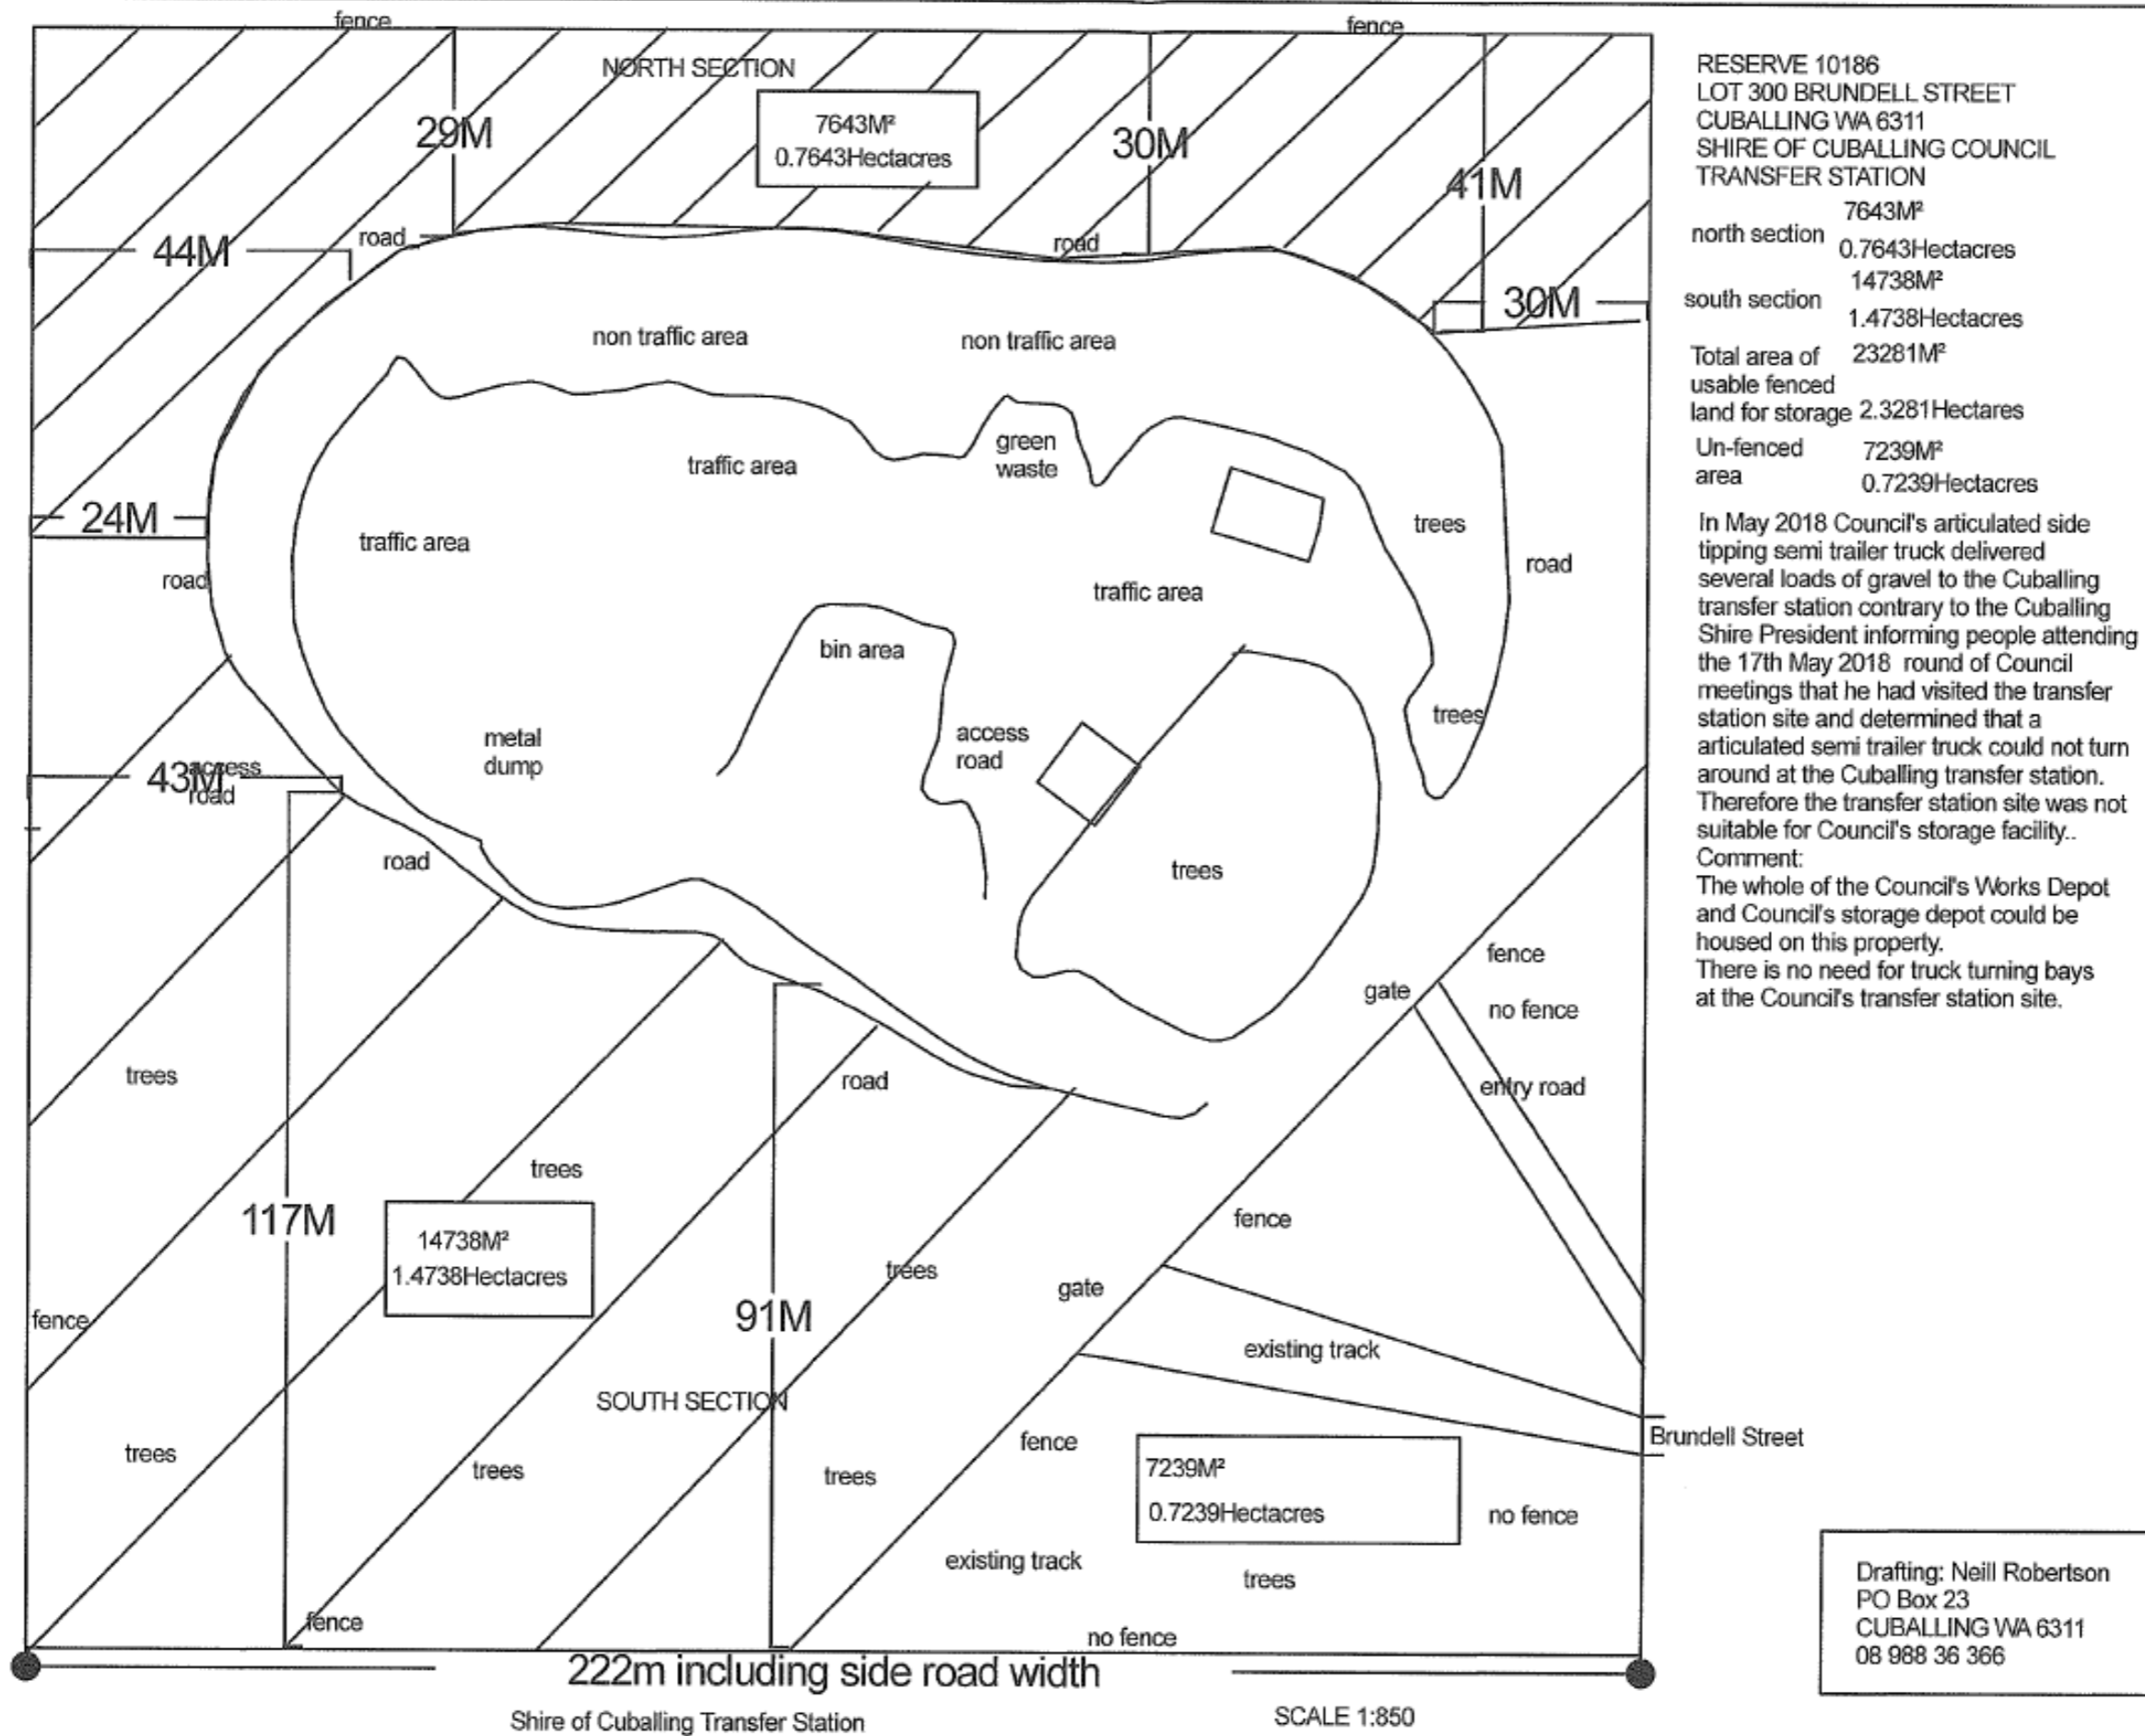 fence
fence
NORTH SECTION
29M
7643M²
0.7643Hectacres
30M
41M
44M
road
road
30M
non traffic area
non traffic area
traffic area
green
waste
24M
traffic area
trees
road
road
traffic area
bin area
trees
metal
dump
access
road
43M
access
road
road
trees
fence
gate
no fence
trees
road
entry road
trees
117M
14738M²
1.4738Hectacres
fence
trees
gate
fence
91M
existing track
SOUTH SECTION
Brundell Street
fence
trees
trees
trees
7239M²
0.7239Hectacres
no fence
existing track
trees
fence
no fence
222m including side road width
Shire of Cuballing Transfer Station
SCALE 1:850
RESERVE 10186
LOT 300 BRUNDELL STREET
CUBALLING WA 6311
SHIRE OF CUBALLING COUNCIL
TRANSFER STATION
7643M²
north section
0.7643Hectacres
14738M²
south section
1.4738Hectacres
Total area of 23281M²
usable fenced
land for storage 2.3281Hectares
Un-fenced 7239M²
area 0.7239Hectacres
In May 2018 Council's articulated side
tipping semi trailer truck delivered
several loads of gravel to the Cuballing
transfer station contrary to the Cuballing
Shire President informing people attending
the 17th May 2018 round of Council
meetings that he had visited the transfer
station site and determined that a
articulated semi trailer truck could not turn
around at the Cuballing transfer station.
Therefore the transfer station site was not
suitable for Council's storage facility..
Comment:
The whole of the Council's Works Depot
and Council's storage depot could be
housed on this property.
There is no need for truck turning bays
at the Council's transfer station site.
Drafting: Neill Robertson
PO Box 23
CUBALLING WA 6311
08 988 36 366